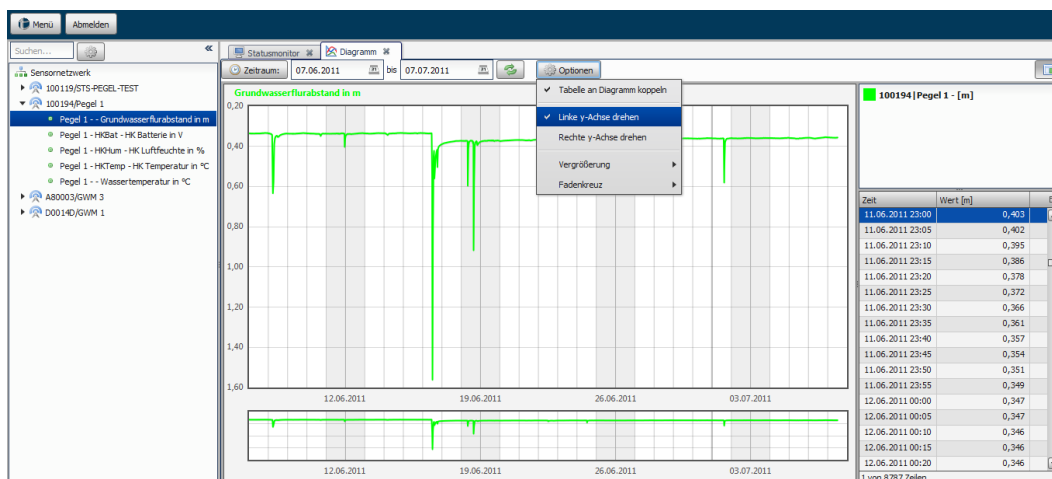 Menü Abmelden
Suchen... «
Statusmonitor Diagramm
Zeitraum: 07.06.2011 bis 07.07.2011 Optionen
Sensornetzwerk
100119/STS-PEGEL-TEST
100194/Pegel 1
Pegel 1 - - Grundwasserflurabstand in m
Pegel 1 - HKBat - HK Batterie in V
Pegel 1 - HKHum - HK Luftfeuchte in %
Pegel 1 - HKTemp - HK Temperatur in ºC
Pegel 1 - - Wassertemperatur in ºC
A80003/GWM 3
D0014D/GWM 1
Tabelle an Diagramm koppeln
Linke y-Achse drehen
Rechte y-Achse drehen
Vergrößerung
Fadenkreuz
Grundwasserflurabstand in m
0,20
0,40
0,60
0,80
1,00
1,20
1,40
1,60
12.06.2011 19.06.2011 26.06.2011 03.07.2011
12.06.2011 19.06.2011 26.06.2011 03.07.2011
100194|Pegel 1 - [m]
Zeit Wert [m]
11.06.2011 23:00 0,403
11.06.2011 23:05 0,402
11.06.2011 23:10 0,395
11.06.2011 23:15 0,386
11.06.2011 23:20 0,378
11.06.2011 23:25 0,372
11.06.2011 23:30 0,366
11.06.2011 23:35 0,361
11.06.2011 23:40 0,357
11.06.2011 23:45 0,354
11.06.2011 23:50 0,351
11.06.2011 23:55 0,349
12.06.2011 00:00 0,347
12.06.2011 00:05 0,347
12.06.2011 00:10 0,346
12.06.2011 00:15 0,346
12.06.2011 00:20 0,346
1 von 8787 Zeilen